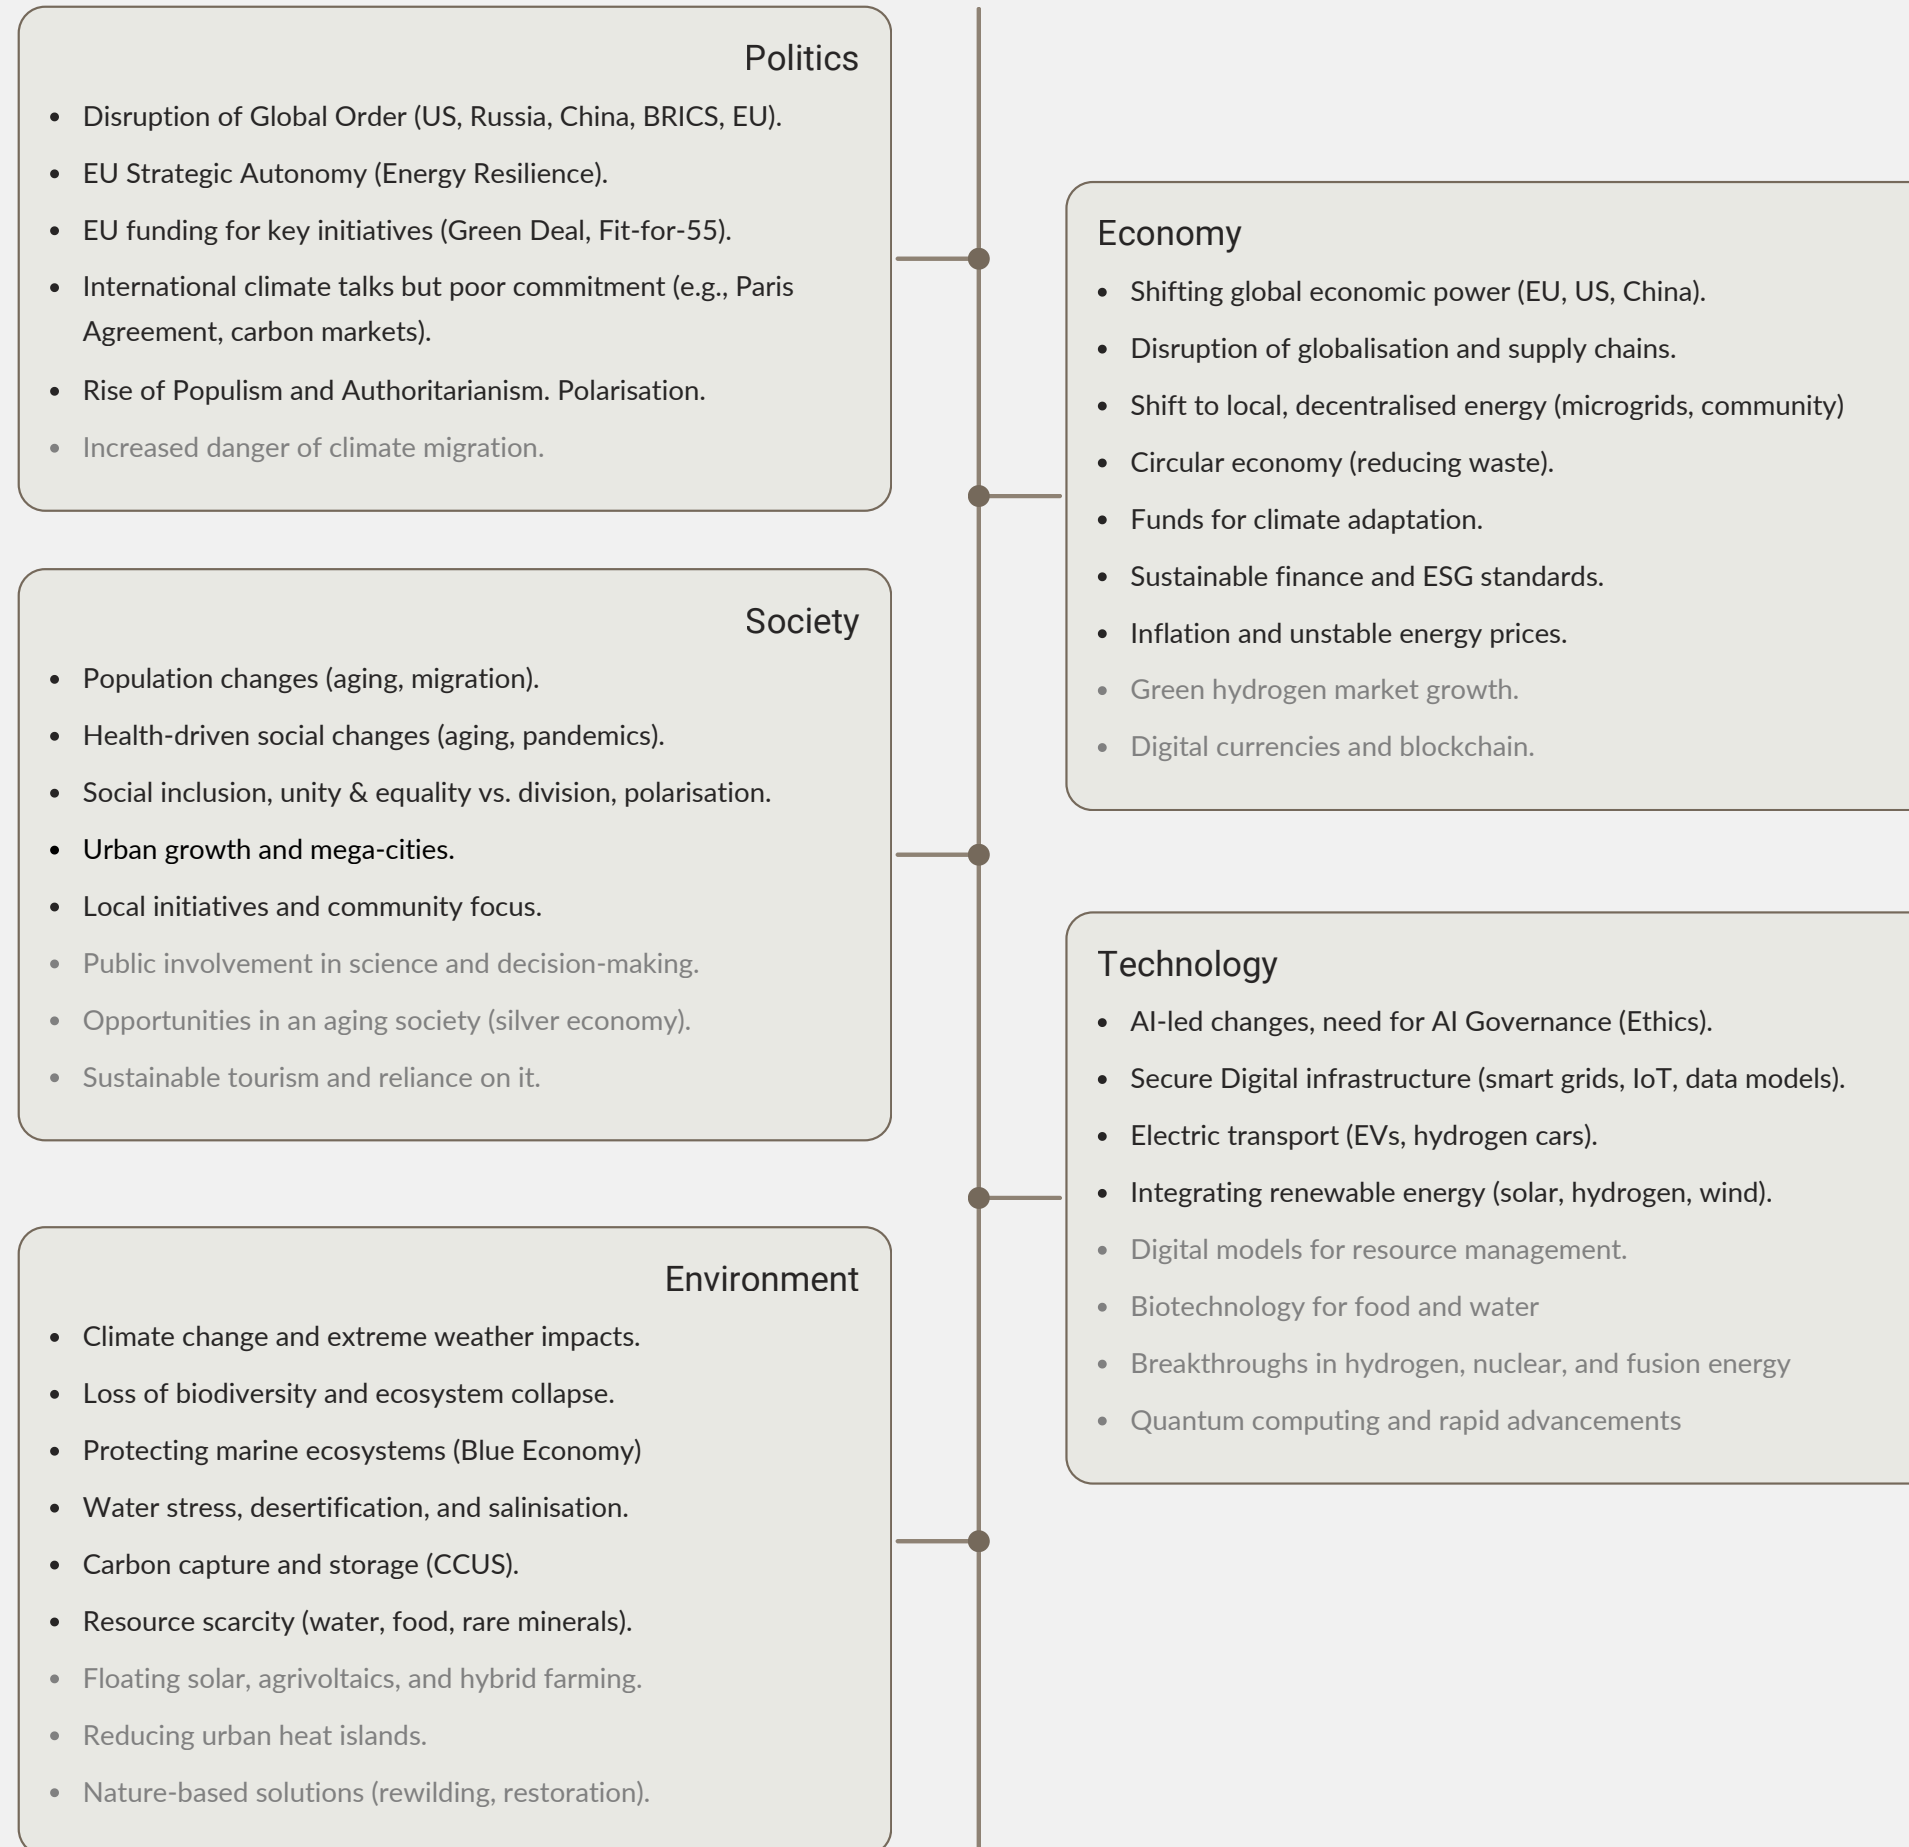 Politics
• Disruption of Global Order (US, Russia, China, BRICS, EU).
• EU Strategic Autonomy (Energy Resilience).
• EU funding for key initiatives (Green Deal, Fit-for-55).
• International climate talks but poor commitment (e.g., Paris
Agreement, carbon markets).
• Rise of Populism and Authoritarianism. Polarisation.
• Increased danger of climate migration.
Economy
• Shifting global economic power (EU, US, China).
• Disruption of globalisation and supply chains.
• Shift to local, decentralised energy (microgrids, community)
• Circular economy (reducing waste).
• Funds for climate adaptation.
• Sustainable finance and ESG standards.
• Inflation and unstable energy prices.
• Green hydrogen market growth.
• Digital currencies and blockchain.
Society
• Population changes (aging, migration).
• Health-driven social changes (aging, pandemics).
• Social inclusion, unity & equality vs. division, polarisation.
• Urban growth and mega-cities.
• Local initiatives and community focus.
• Public involvement in science and decision-making.
• Opportunities in an aging society (silver economy).
• Sustainable tourism and reliance on it.
Technology
• AI-led changes, need for AI Governance (Ethics).
• Secure Digital infrastructure (smart grids, IoT, data models).
• Electric transport (EVs, hydrogen cars).
• Integrating renewable energy (solar, hydrogen, wind).
• Digital models for resource management.
• Biotechnology for food and water
• Breakthroughs in hydrogen, nuclear, and fusion energy
• Quantum computing and rapid advancements
Environment
• Climate change and extreme weather impacts.
• Loss of biodiversity and ecosystem collapse.
• Protecting marine ecosystems (Blue Economy)
• Water stress, desertification, and salinisation.
• Carbon capture and storage (CCUS).
• Resource scarcity (water, food, rare minerals).
• Floating solar, agrivoltaics, and hybrid farming.
• Reducing urban heat islands.
• Nature-based solutions (rewilding, restoration).